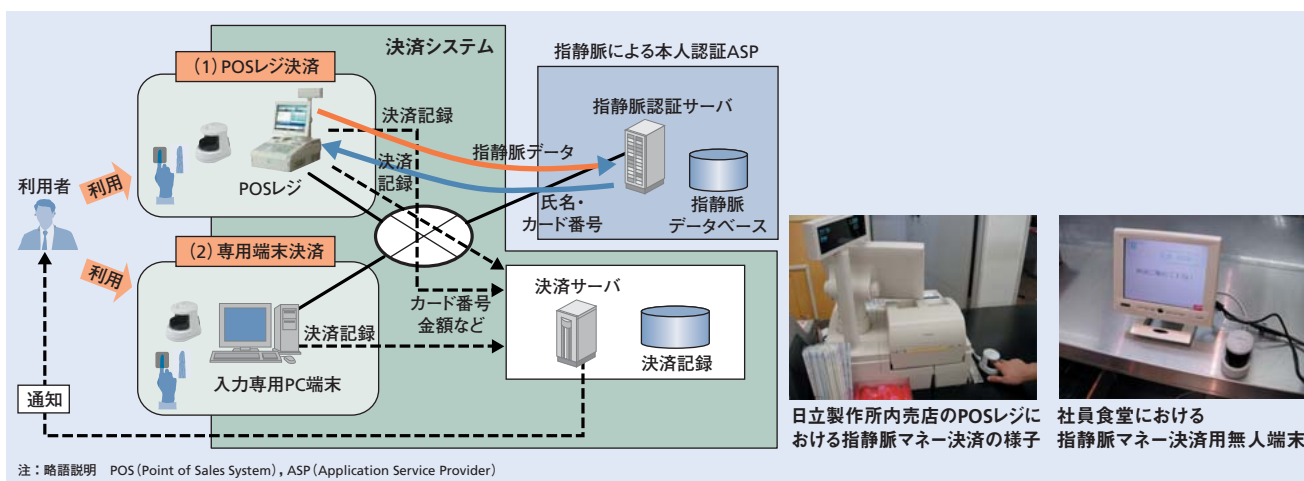 決済システム
指静脈による本人認証ASP
(1)POSレジ決済
指静脈認証サーバ
決済記録
指静脈データ
決済
記録
利用者
利用
POSレジ
氏名・
カード番号
指静脈
データベース
(2)専用端末決済
利用
決済サーバ
カード番号
金額など
決済記録
決済記録
入力専用PC端末
通知
日立製作所内売店のPOSレジに
おける指静脈マネー決済の様子
社員食堂における
指静脈マネー決済用無人端末
注：略語説明 POS(Point of Sales System),ASP(Application Service Provider)